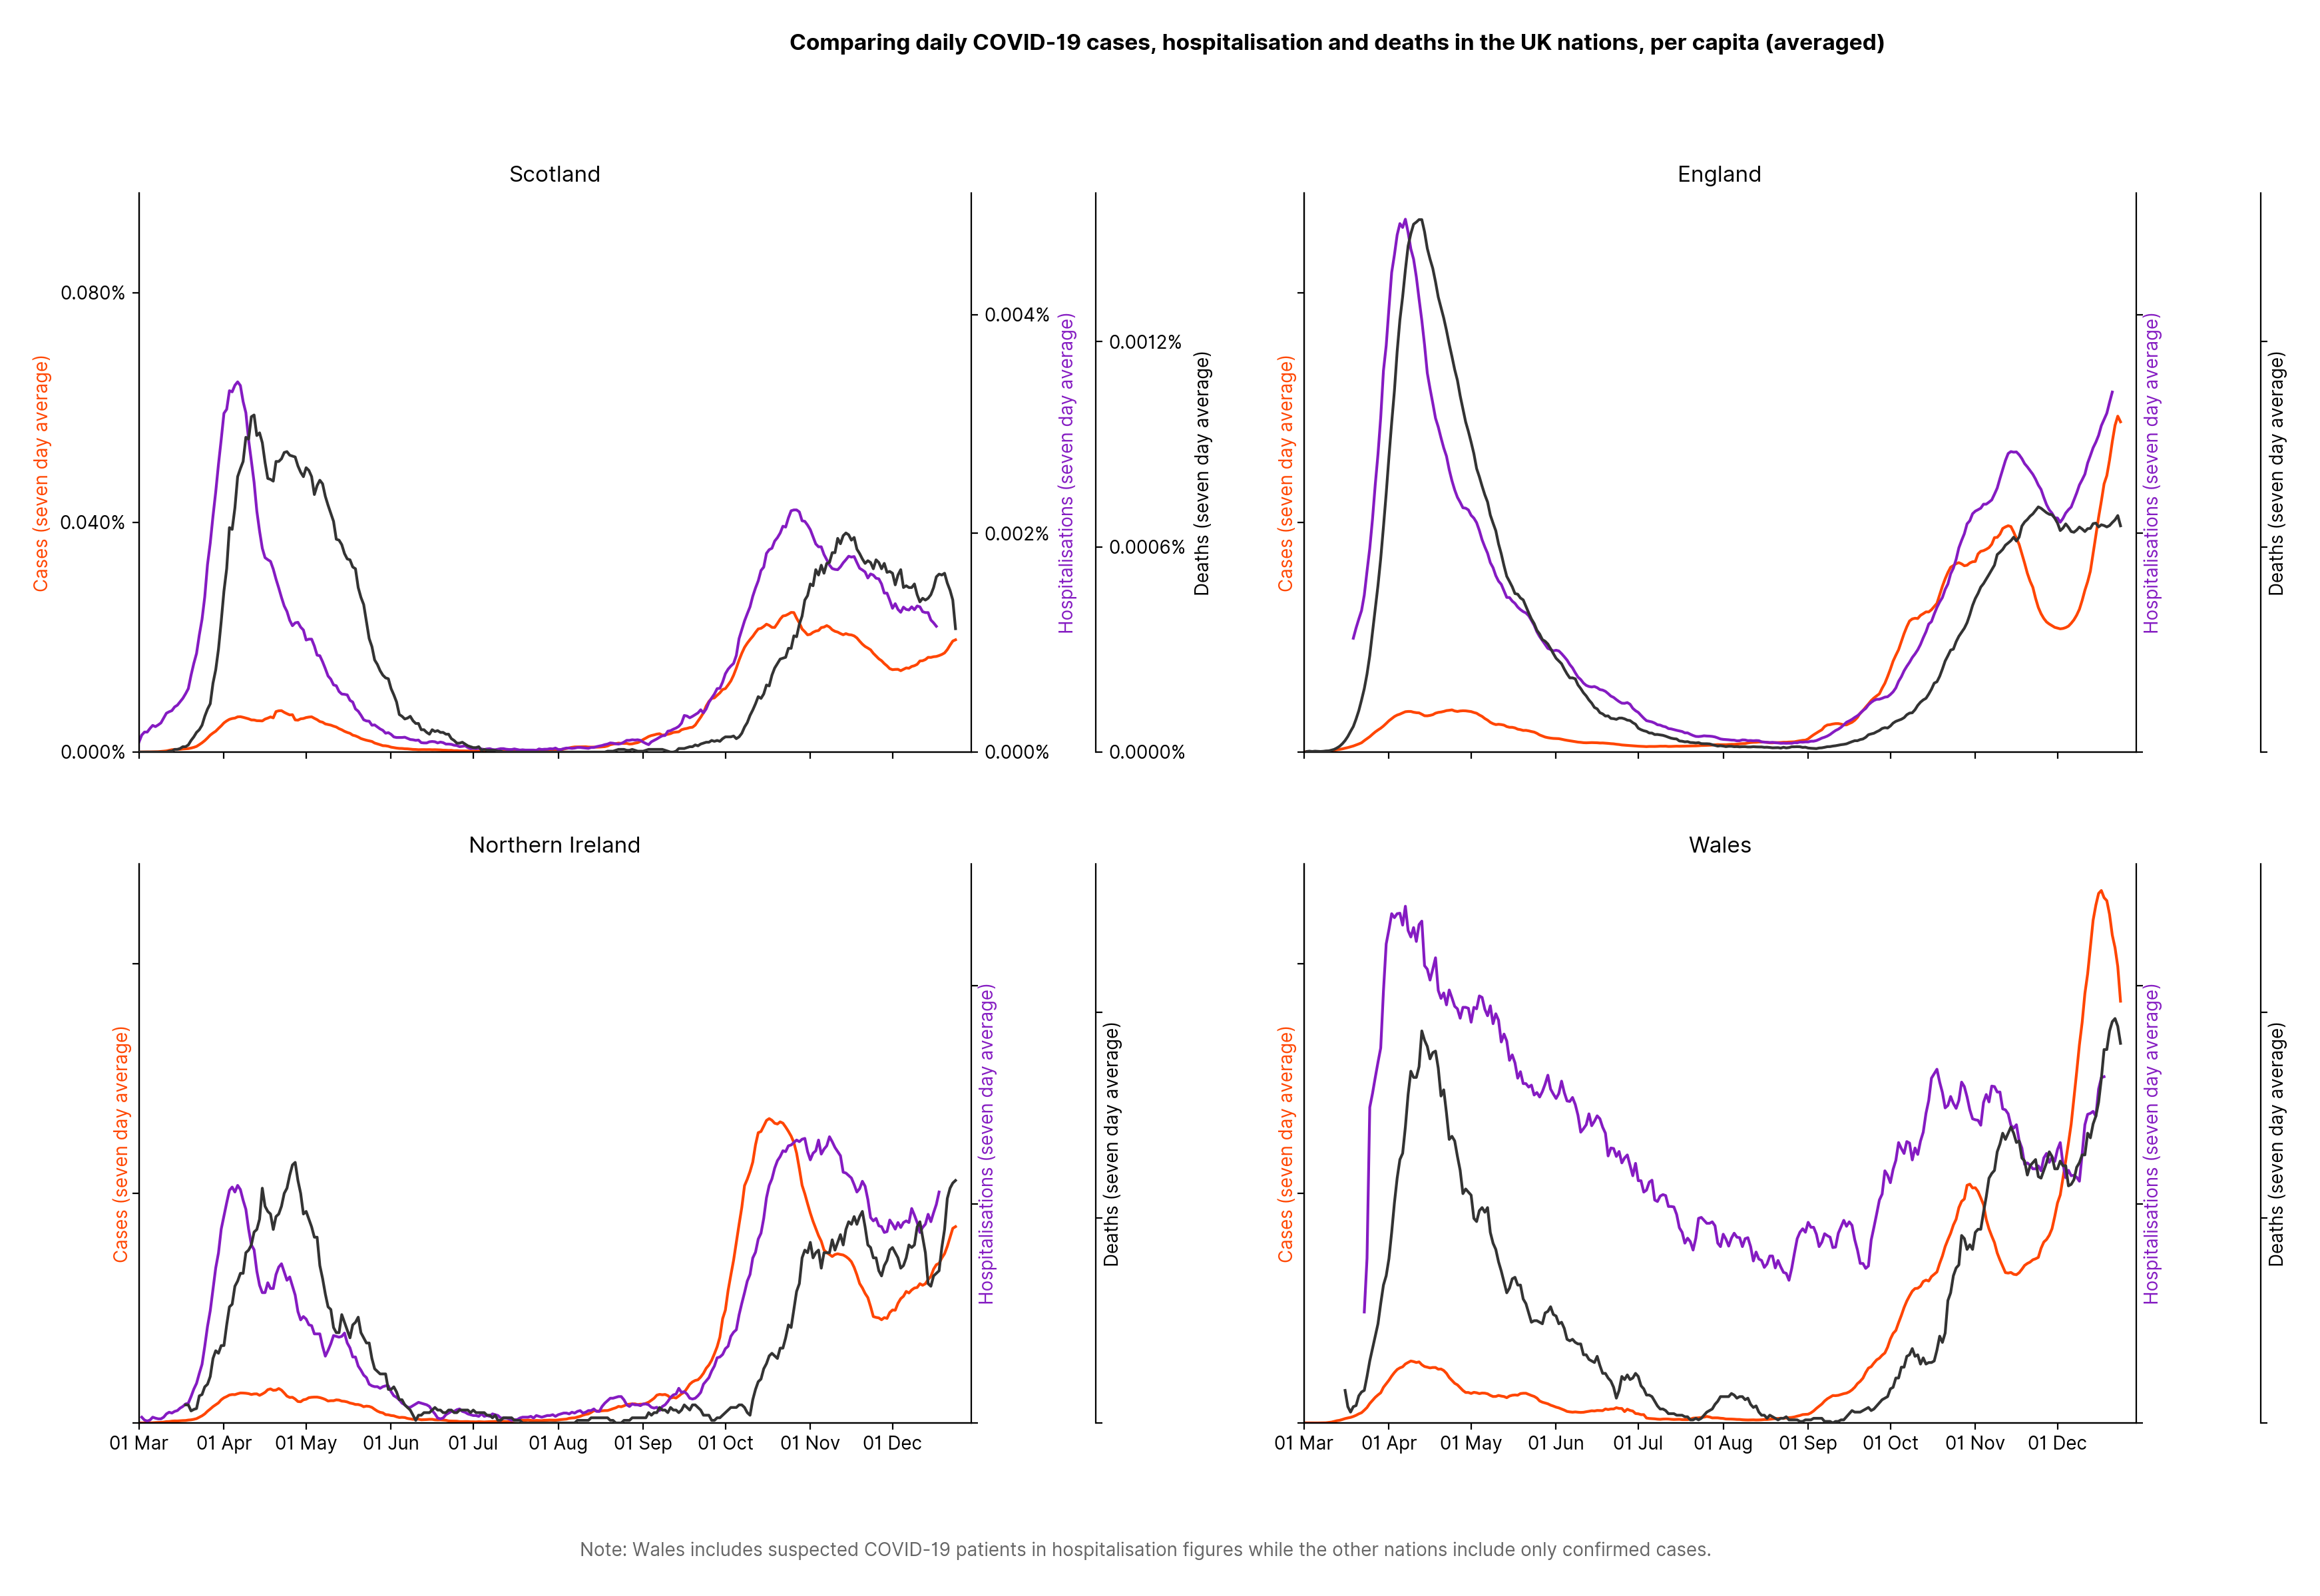 Comparing daily COVID-19 cases, hospitalisation and deaths in the UK nations, per capita (averaged)
Scotland
Cases (seven day average)
0.080%
0.040%
0.000%
0.004%
0.002%
0.000%
Hospitalisations (seven day average)
0.0012%
0.0006%
0.0000%
Deaths (seven day average)
England
Cases (seven day average)
Hospitalisations (seven day average)
Deaths (seven day average)
Northern Ireland
Cases (seven day average)
01 Mar 01 Apr 01 May 01 Jun 01 Jul 01 Aug 01 Sep 01 Oct 01 Nov 01 Dec
Hospitalisations (seven day average)
Deaths (seven day average)
Wales
Cases (seven day average)
01 Mar 01 Apr 01 May 01 Jun 01 Jul 01 Aug 01 Sep 01 Oct 01 Nov 01 Dec
Hospitalisations (seven day average)
Deaths (seven day average)
Note: Wales includes suspected COVID-19 patients in hospitalisation figures while the other nations include only confirmed cases.